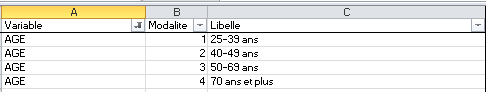 A B C
Variable Modalite Libelle
AGE 1 25-39 ans
AGE 2 40-49 ans
AGE 3 50-69 ans
AGE 4 70 ans et plus